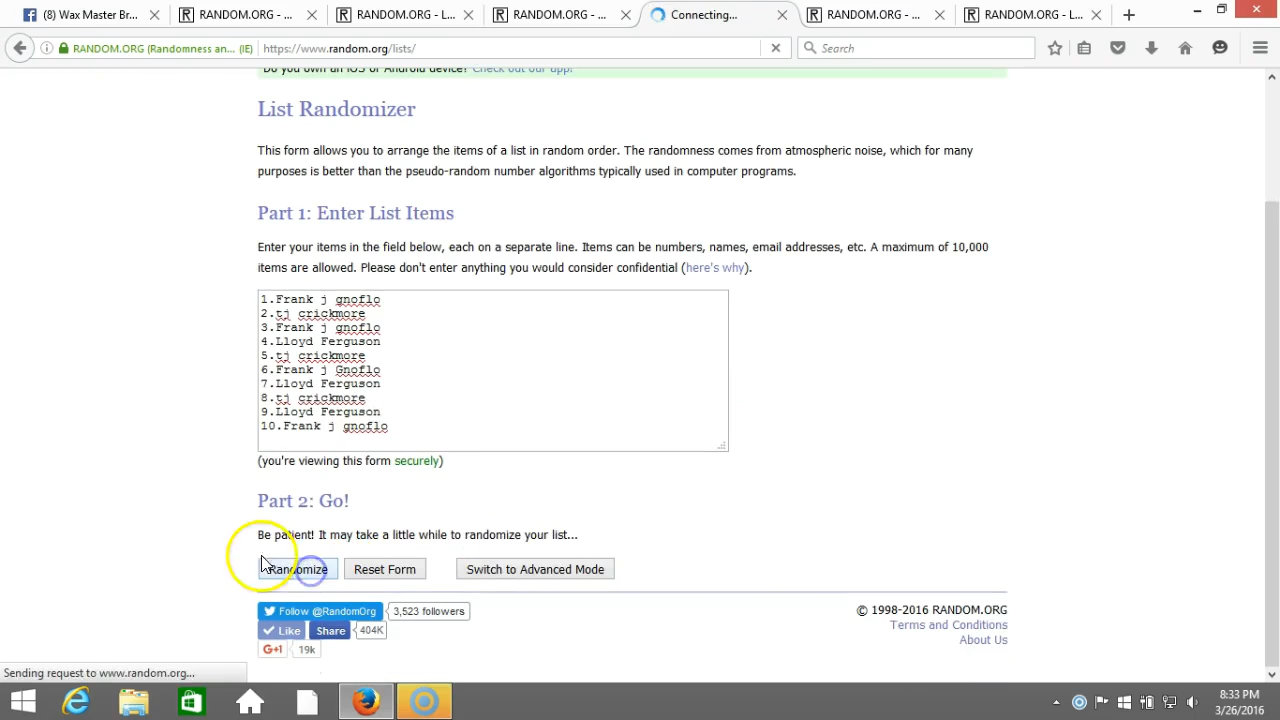 (8) Wax Master Br...
RANDOM.ORG - ...
RANDOM.ORG - L...
RANDOM.ORG - ...
Connecting...
RANDOM.ORG - ...
RANDOM.ORG - L...
RANDOM.ORG (Randomness an... (IE)
https://www.random.org/lists/
Search
Do you own an iOS or Android device? Check out our app!
List Randomizer
This form allows you to arrange the items of a list in random order. The randomness comes from atmospheric noise, which for many
purposes is better than the pseudo-random number algorithms typically used in computer programs.
Part 1: Enter List Items
Enter your items in the field below, each on a separate line. Items can be numbers, names, email addresses, etc. A maximum of 10,000
items are allowed. Please don't enter anything you would consider confidential (here's why).
1.Frank j gnoflo
2.tj crickmore
3.Frank j gnoflo
4.Lloyd Ferguson
5.tj crickmore
6.Frank j Gnoflo
7.Lloyd Ferguson
8.tj crickmore
9.Lloyd Ferguson
10.Frank j gnoflo
(you're viewing this form securely)
Part 2: Go!
Be patient! It may take a little while to randomize your list...
Randomize
Reset Form
Switch to Advanced Mode
Follow @RandomOrg
3,523 followers
© 1998-2016 RANDOM.ORG
Like
Share
404K
Terms and Conditions
G+1
19k
About Us
Sending request to www.random.org...
8:33 PM
3/26/2016